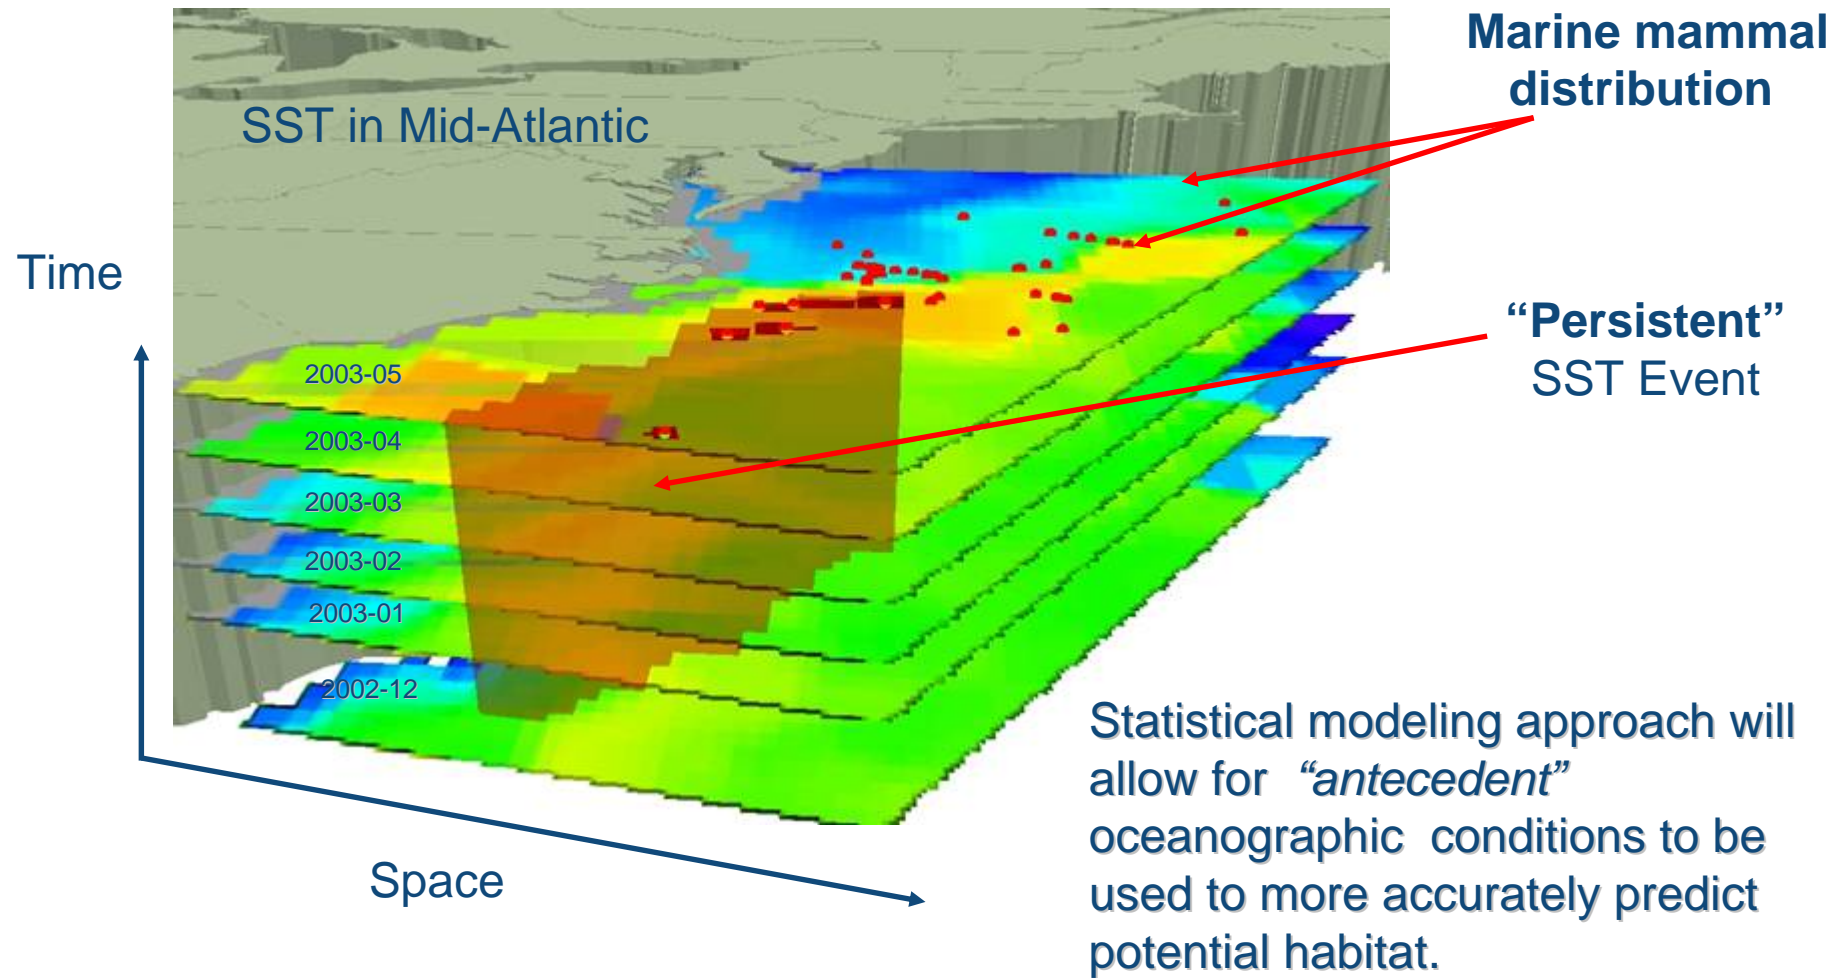 Marine mammal
distribution
SST in Mid-Atlantic
Time
“Persistent”
SST Event
2003-05
2003-04
2003-03
2003-02
2003-01
2002-12
Space
Statistical modeling approach will
allow for “antecedent”
oceanographic conditions to be
used to more accurately predict
potential habitat.